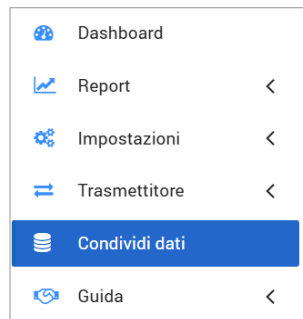 Dashboard
Report
Impostazioni
Trasmettitore
Condividi dati
Guida